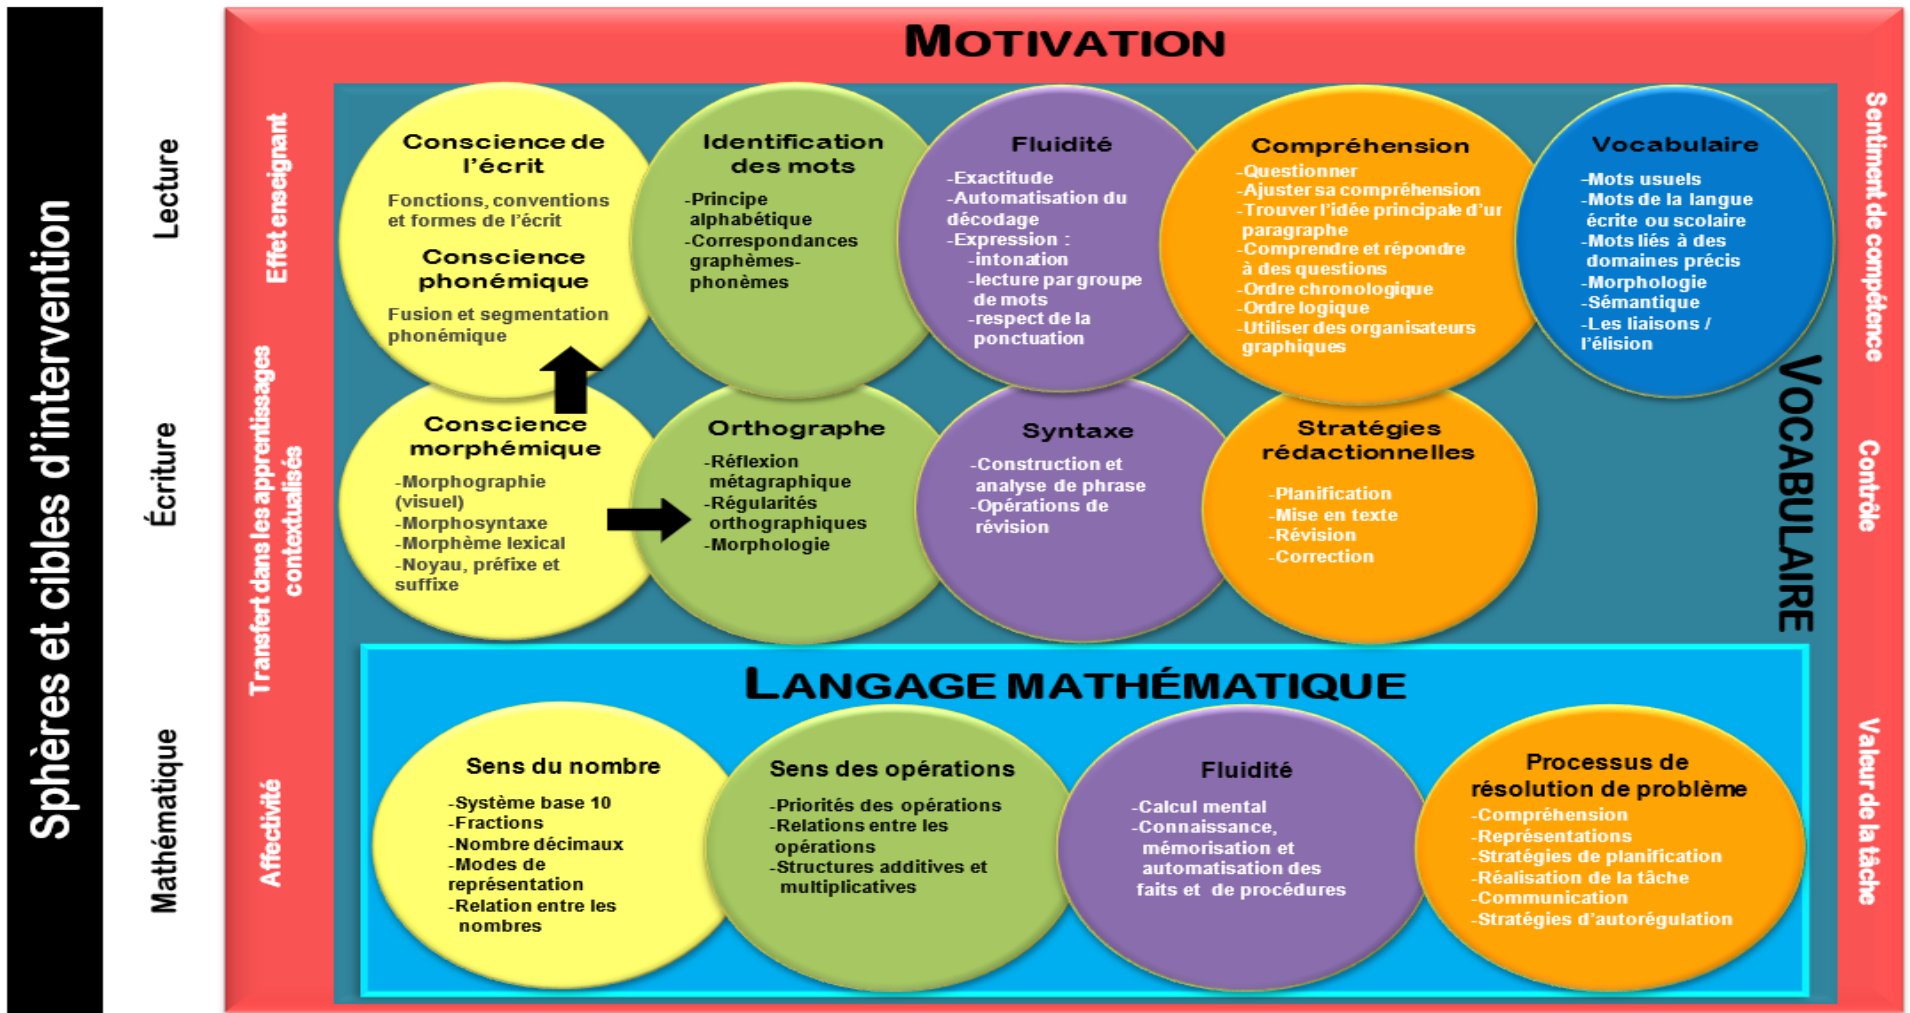 Sphères et cibles d'intervention
Lecture
Écriture
Mathématique
MOTIVATION
Effet enseignant
Transfert dans les apprentissages
contextualisés
Affectivité
Sentiment de compétence
Contrôle
Valeur de la tâche
VOCABULAIRE
Conscience de
l'écrit
Fonctions, conventions
et formes de l'écrit
Conscience
phonémique
Fusion et segmentation
phonémique
Identification
des mots
-Principe
alphabétique
-Correspondances
graphèmes-
phonèmes
Fluidité
-Exactitude
-Automatisation du
décodage
-Expression :
-intonation
-lecture par groupe
de mots
-respect de la
ponctuation
Compréhension
-Questionner
-Ajuster sa compréhension
-Trouver l'idée principale d'ur
paragraphe
-Comprendre et répondre
à des questions
-Ordre chronologique
-Ordre logique
-Utiliser des organisateurs
graphiques
Vocabulaire
-Mots usuels
-Mots de la langue
écrite ou scolaire
-Mots liés à des
domaines précis
-Morphologie
-Sémantique
-Les liaisons /
l'élision
Conscience
morphémique
-Morphographie
(visuel)
-Morphosyntaxe
-Morphème lexical
-Noyau, préfixe et
suffixe
Orthographe
-Réflexion
métagraphique
-Régularités
orthographiques
-Morphologie
Syntaxe
-Construction et
analyse de phrase
-Opérations de
révision
Stratégies
rédactionnelles
-Planification
-Mise en texte
-Révision
-Correction
LANGAGE MATHÉMATIQUE
Sens du nombre
-Système base 10
-Fractions
-Nombre décimaux
-Modes de
représentation
-Relation entre les
nombres
Sens des opérations
-Priorités des opérations
-Relations entre les
opérations
-Structures additives et
multiplicatives
Fluidité
-Calcul mental
-Connaissance,
mémorisation et
automatisation des
faits et de procédures
Processus de
résolution de problème
-Compréhension
-Représentations
-Stratégies de planification
-Réalisation de la tâche
-Communication
-Stratégies d'autorégulation